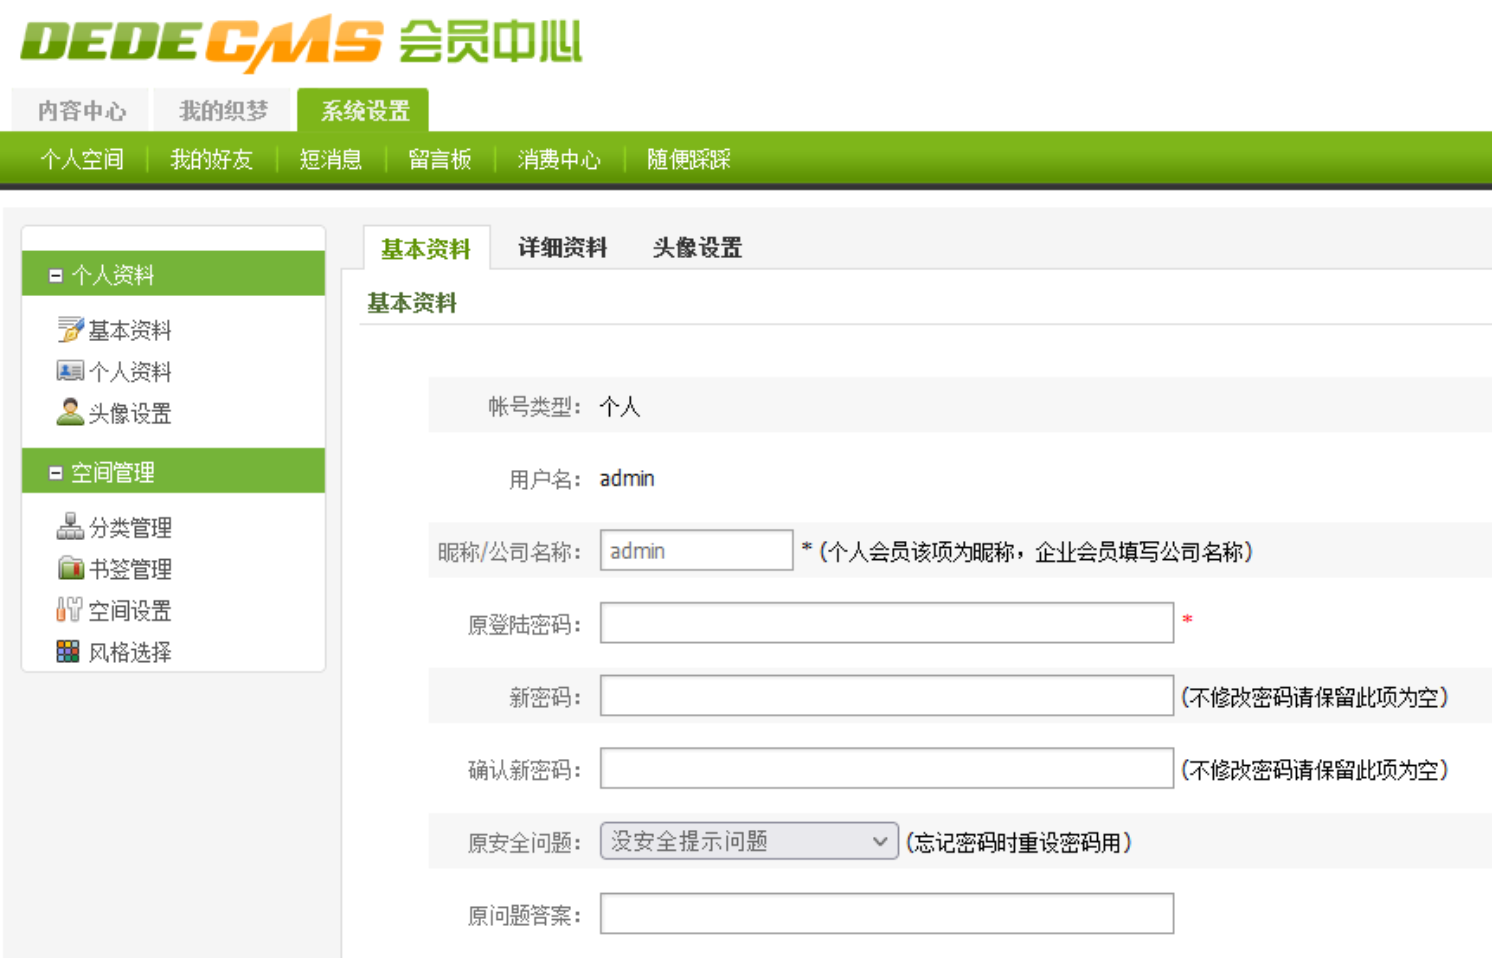 DEDECMS 会员中心
内容中心 我的织梦 系统设置
个人空间 我的好友 短消息 留言板 消费中心 随便踩踩
个人资料
基本资料
个人资料
头像设置
空间管理
分类管理
书签管理
空间设置
风格选择
基本资料 详细资料 头像设置
基本资料
帐号类型： 个人
用户名： admin
昵称/公司名称： admin * (个人会员该项为昵称，企业会员填写公司名称)
原登陆密码： *
新密码： (不修改密码请保留此项为空)
确认新密码： (不修改密码请保留此项为空)
原安全问题： 没安全提示问题 (忘记密码时重设密码用)
原问题答案：